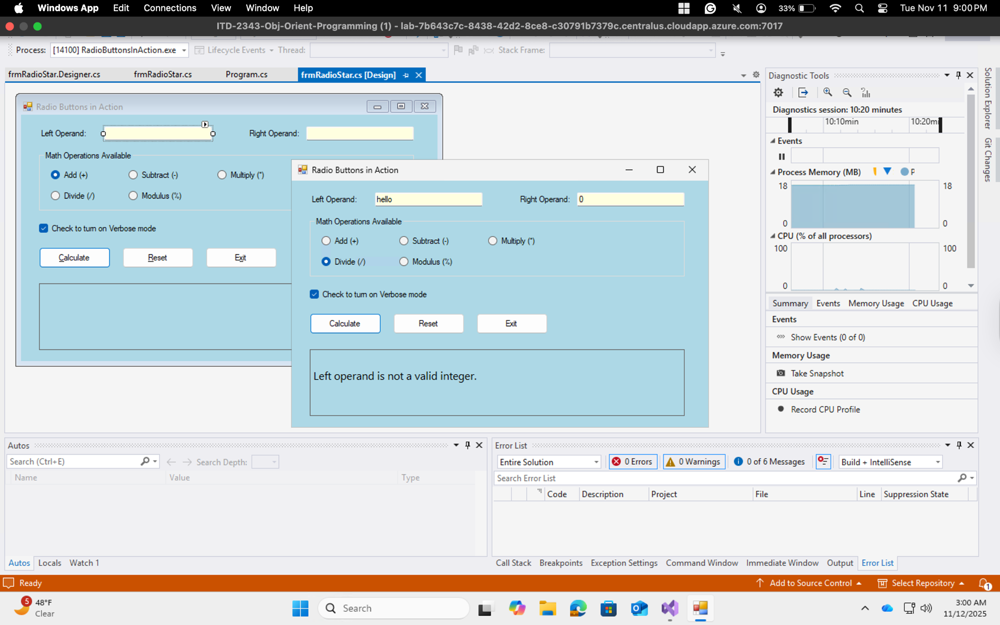 Windows App Edit Connections View Window Help 33% Tue Nov 11 9:00 PM
ITD-2343-Obj-Orient-Programming (1) - lab-7b643c7c-8438-42d2-8ce8-c30791b7379c.centralus.cloudapp.azure.com:7017
Process: [14100] RadioButtonsInAction.exe Lifecycle Events Thread: Stack Frame:
frmRadioStar.Designer.cs frmRadioStar.cs Program.cs frmRadioStar.cs [Design]
Radio Buttons in Action
Left Operand: Right Operand:
Math Operations Available
Add (+) Subtract (-) Multiply (*)
Divide (/) Modulus (%)
Check to turn on Verbose mode
Calculate Reset Exit
Radio Buttons in Action
Left Operand: hello Right Operand: 0
Math Operations Available
Add (+) Subtract (-) Multiply (*)
Divide (/) Modulus (%)
Check to turn on Verbose mode
Calculate Reset Exit
Left operand is not a valid integer.
Diagnostic Tools
Diagnostics session: 10:20 minutes
10:10min 10:20mi
Events
Process Memory (MB) P
18 18
0 0
CPU (% of all processors)
100 100
0 0
Summary Events Memory Usage CPU Usage
Events
Show Events (0 of 0)
Memory Usage
Take Snapshot
CPU Usage
Record CPU Profile
Solution Explorer
Git Changes
Autos
Search (Ctrl+E) Search Depth:
Name Value Type
Autos Locals Watch 1
Error List
Entire Solution 0 Errors 0 Warnings 0 of 6 Messages Build + IntelliSense
Search Error List
Code Description Project File Line Suppression State
Call Stack Breakpoints Exception Settings Command Window Immediate Window Output Error List
Ready Add to Source Control Select Repository 1
5 48°F
Clear
Search
3:00 AM
11/12/2025